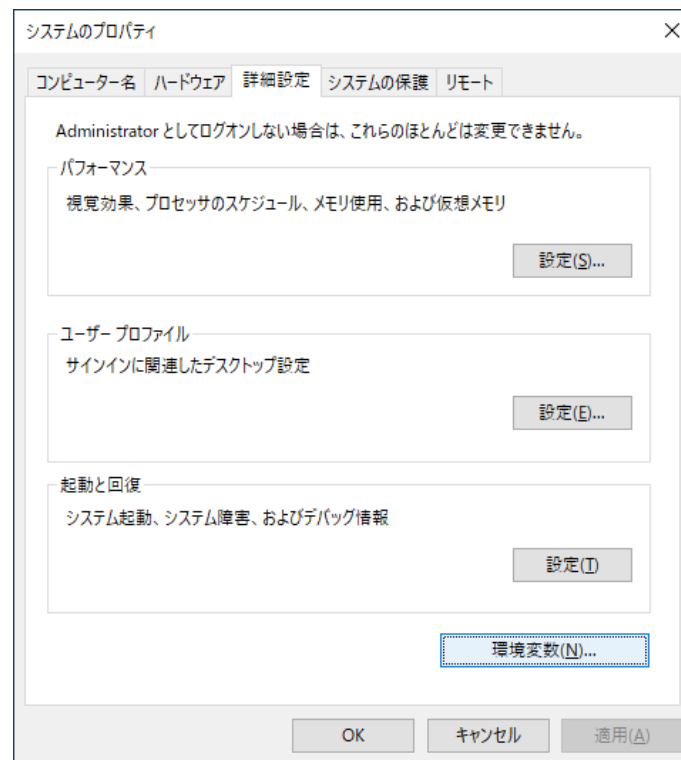 システムのプロパティ
コンピューター名 ハードウェア 詳細設定 システムの保護 リモート
Administrator としてログオンしない場合は、これらのほとんどは変更できません。
パフォーマンス
視覚効果、プロセッサのスケジュール、メモリ使用、および仮想メモリ
設定(S)...
ユーザー プロファイル
サインインに関連したデスクトップ設定
設定(E)...
起動と回復
システム起動、システム障害、およびデバッグ情報
設定(T)
環境変数(N)...
OK キャンセル 適用(A)